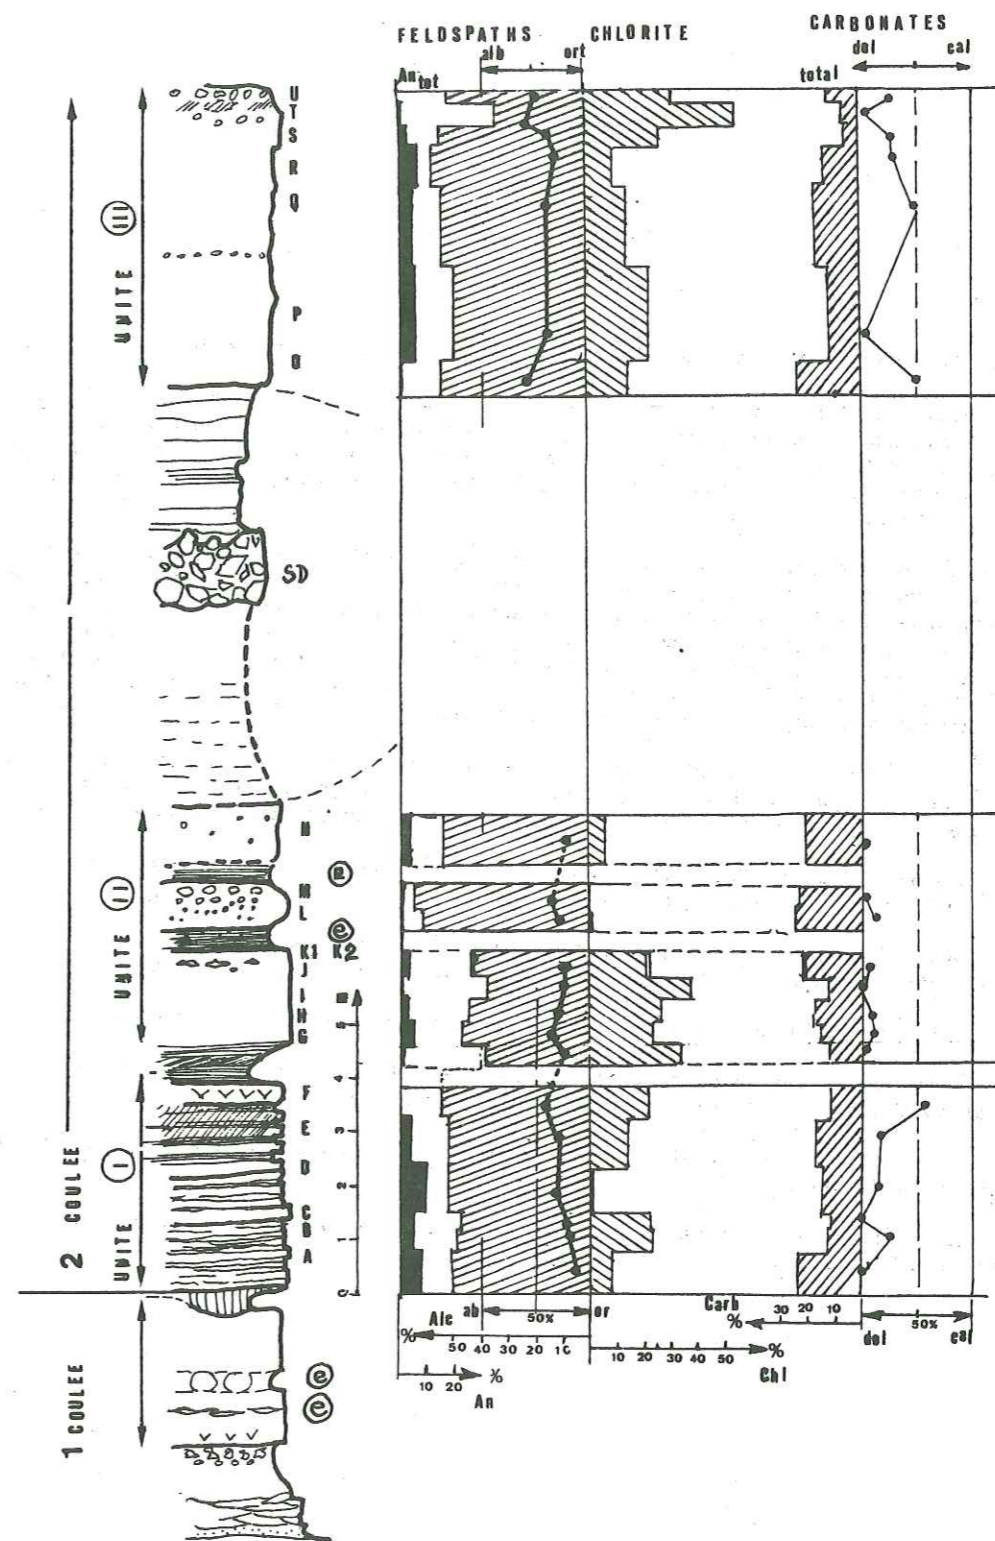 FELDSPATHS CHLORITE CARBONATES
alb ort dol cal
An tot total
U
T
S
R
Q
UNITE III
P
O
SD
N
R
M
L
e
K1 K2
J
I
H
G
UNITE II
m
5
4
3
2
1
0
F
E
D
C
B
A
UNITE I
2 COULEE
Alc ab 50% or Carb 30 20 10 dol 50% cal
% 50 40 30 20 10 %
10 20 30 40 50 %
Chl
10 20 %
An
e
e
1 COULEE